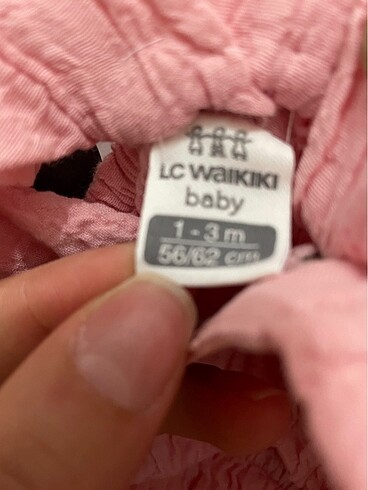 LC WAIKIKI
baby
1 - 3 m
56/62 cm